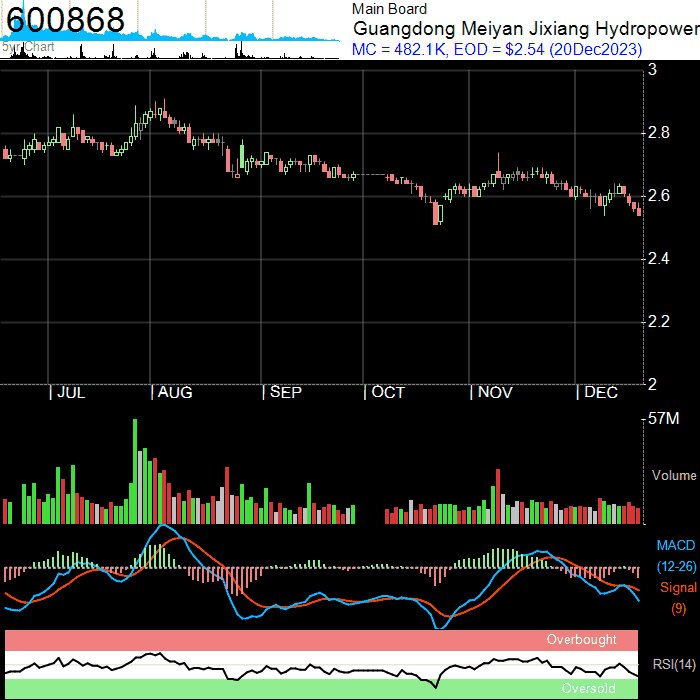 600868
5yr Chart
Main Board
Guangdong Meiyan Jixiang Hydropower
MC = 482.1K, EOD = $2.54 (20Dec2023)
3
2.8
2.6
2.4
2.2
2
JUL
AUG
SEP
OCT
NOV
DEC
57M
Volume
MACD
(12-26)
Signal
(9)
Overbought
RSI(14)
Oversold